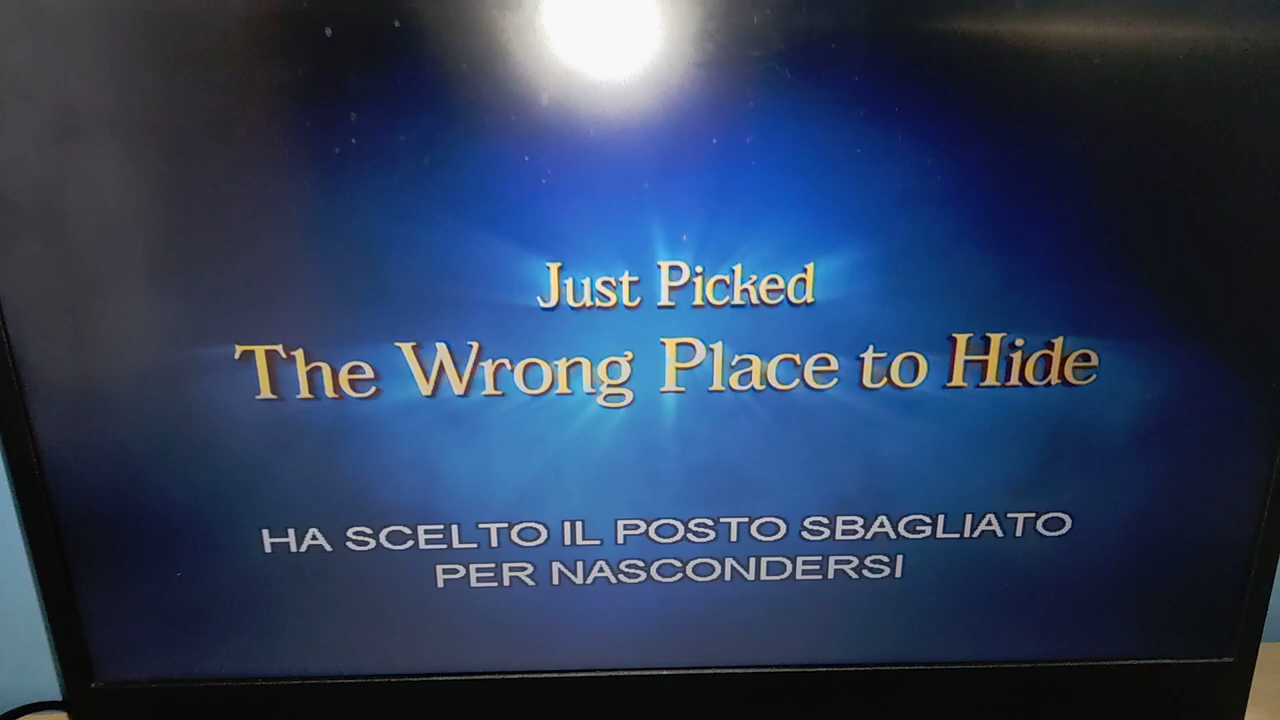 Just Picked
The Wrong Place to Hide
HA SCELTO IL POSTO SBAGLIATO
PER NASCONDERSI